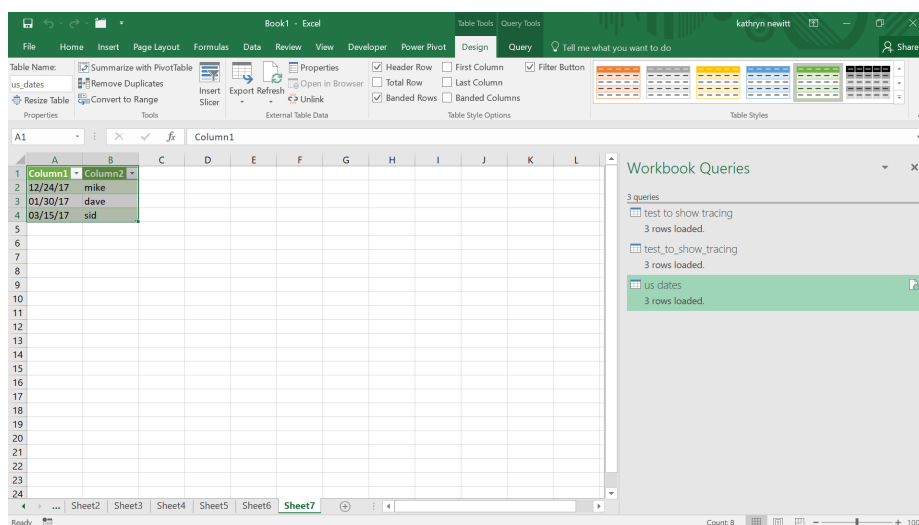 Book1 - Excel
Table Tools Query Tools
kathryn newitt
File Home Insert Page Layout Formulas Data Review View Developer Power Pivot Design Query Tell me what you want to do Share
Table Name:
us_dates
Resize Table
Properties
Summarize with PivotTable
Remove Duplicates
Convert to Range
Tools
Insert Slicer
Export Refresh
Properties
Open in Browser
Unlink
External Table Data
Header Row First Column Filter Button
Total Row Last Column
Banded Rows Banded Columns
Table Style Options
Table Styles
A1 fx Column1
A B C D E F G H I J K L
1 Column1 Column2
2 12/24/17 mike
3 01/30/17 dave
4 03/15/17 sid
5
6
7
8
9
10
11
12
13
14
15
16
17
18
19
20
21
22
23
24
Workbook Queries
3 queries
test to show tracing
3 rows loaded.
test_to_show_tracing
3 rows loaded.
us dates
3 rows loaded.
... Sheet2 Sheet3 Sheet4 Sheet5 Sheet6 Sheet7
Ready Count: 8 100